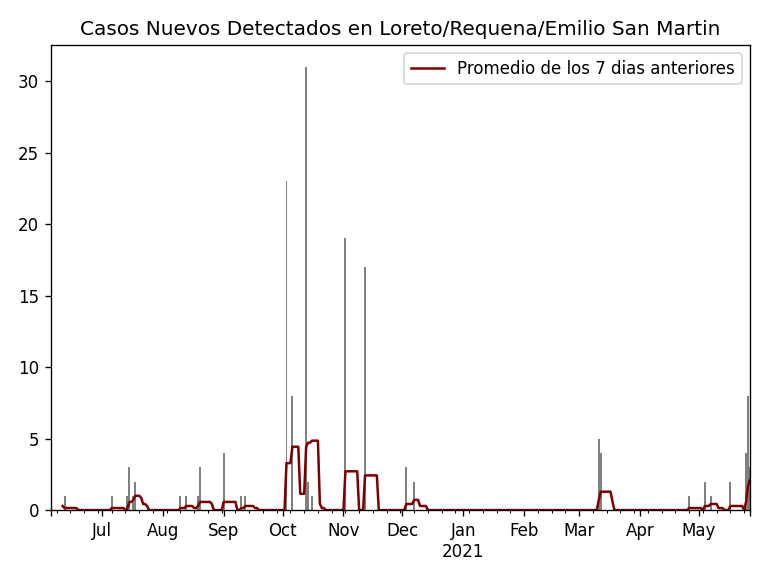 Casos Nuevos Detectados en Loreto/Requena/Emilio San Martin
Promedio de los 7 dias anteriores
30
25
20
15
10
5
0
Jul Aug Sep Oct Nov Dec Jan Feb Mar Apr May
2021